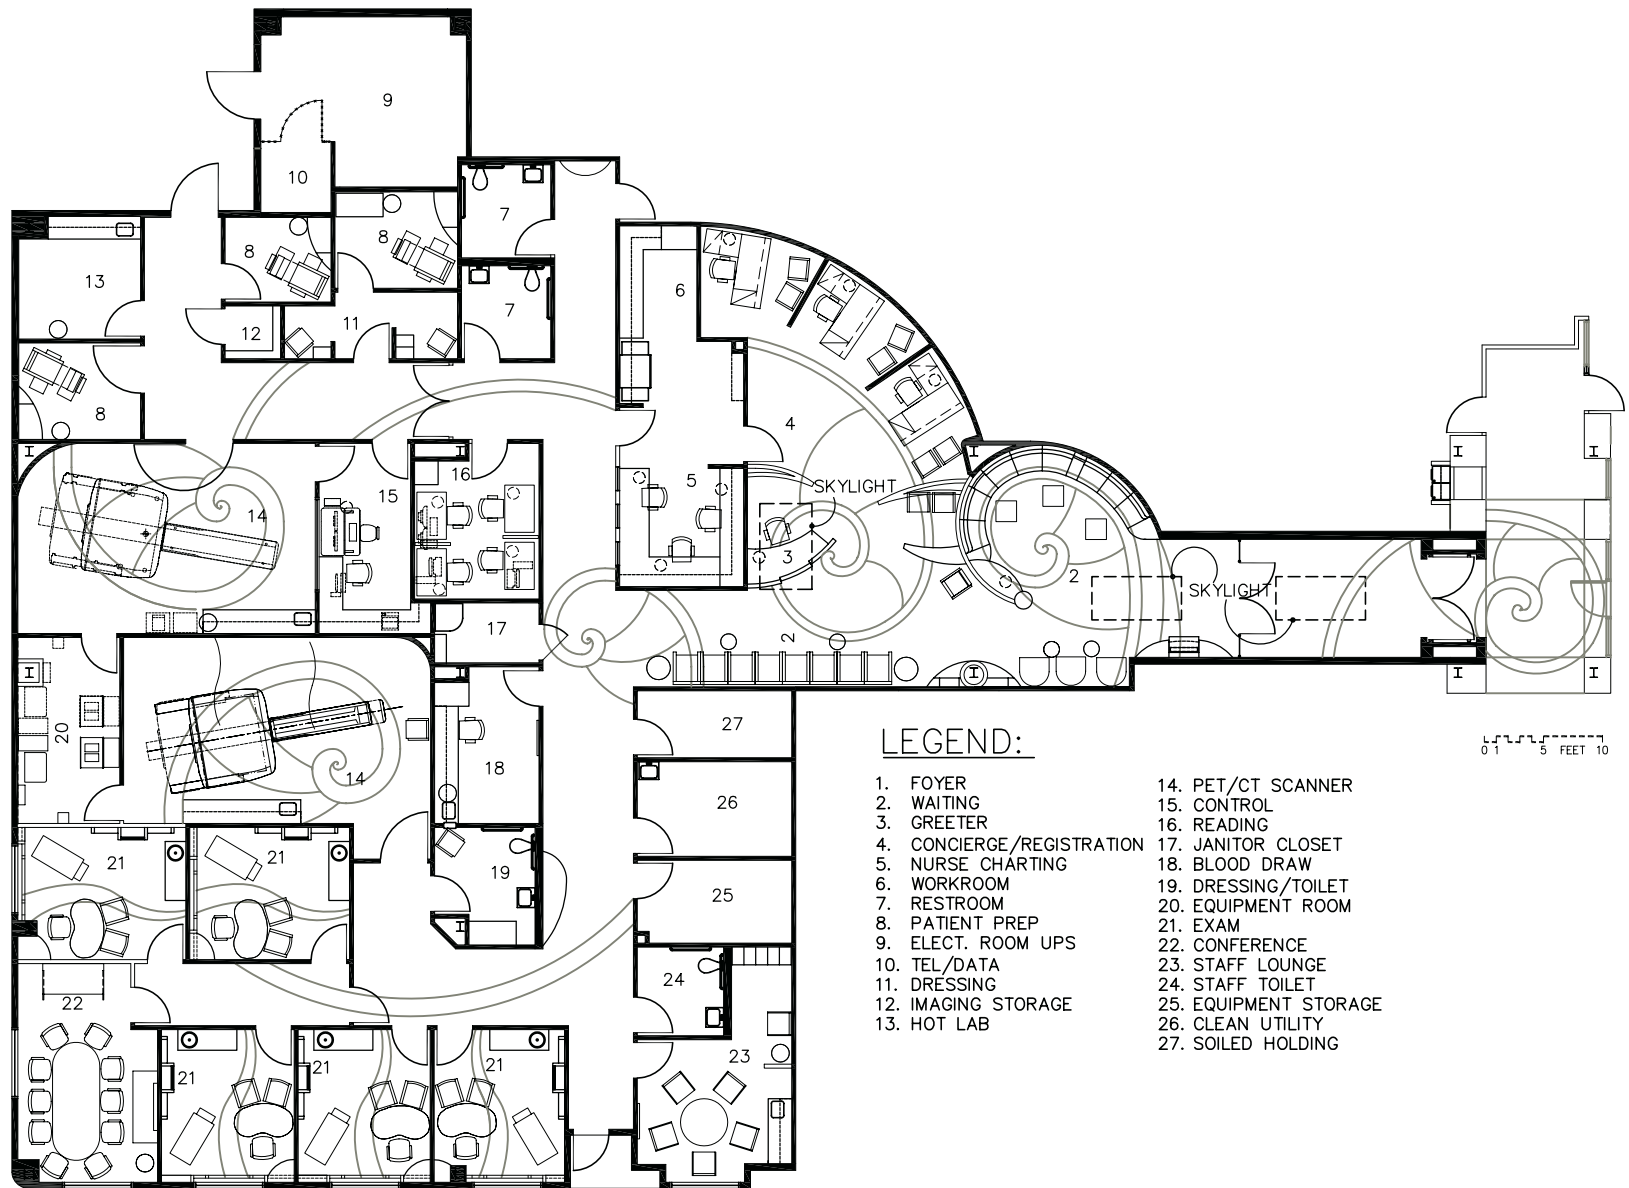 9
10
7
8
8
13
6
7
11
12
4
8
16
5
15
SKYLIGHT
14
3
2
SKYLIGHT
17
2
20
27
LEGEND:
0 1 5 FEET 10
18
14
26
1. FOYER
2. WAITING
3. GREETER
4. CONCIERGE/REGISTRATION
5. NURSE CHARTING
6. WORKROOM
7. RESTROOM
8. PATIENT PREP
9. ELECT. ROOM UPS
10. TEL/DATA
11. DRESSING
12. IMAGING STORAGE
13. HOT LAB
14. PET/CT SCANNER
15. CONTROL
16. READING
17. JANITOR CLOSET
18. BLOOD DRAW
19. DRESSING/TOILET
20. EQUIPMENT ROOM
21. EXAM
22. CONFERENCE
23. STAFF LOUNGE
24. STAFF TOILET
25. EQUIPMENT STORAGE
26. CLEAN UTILITY
27. SOILED HOLDING
21
21
19
25
24
22
23
21
21
21